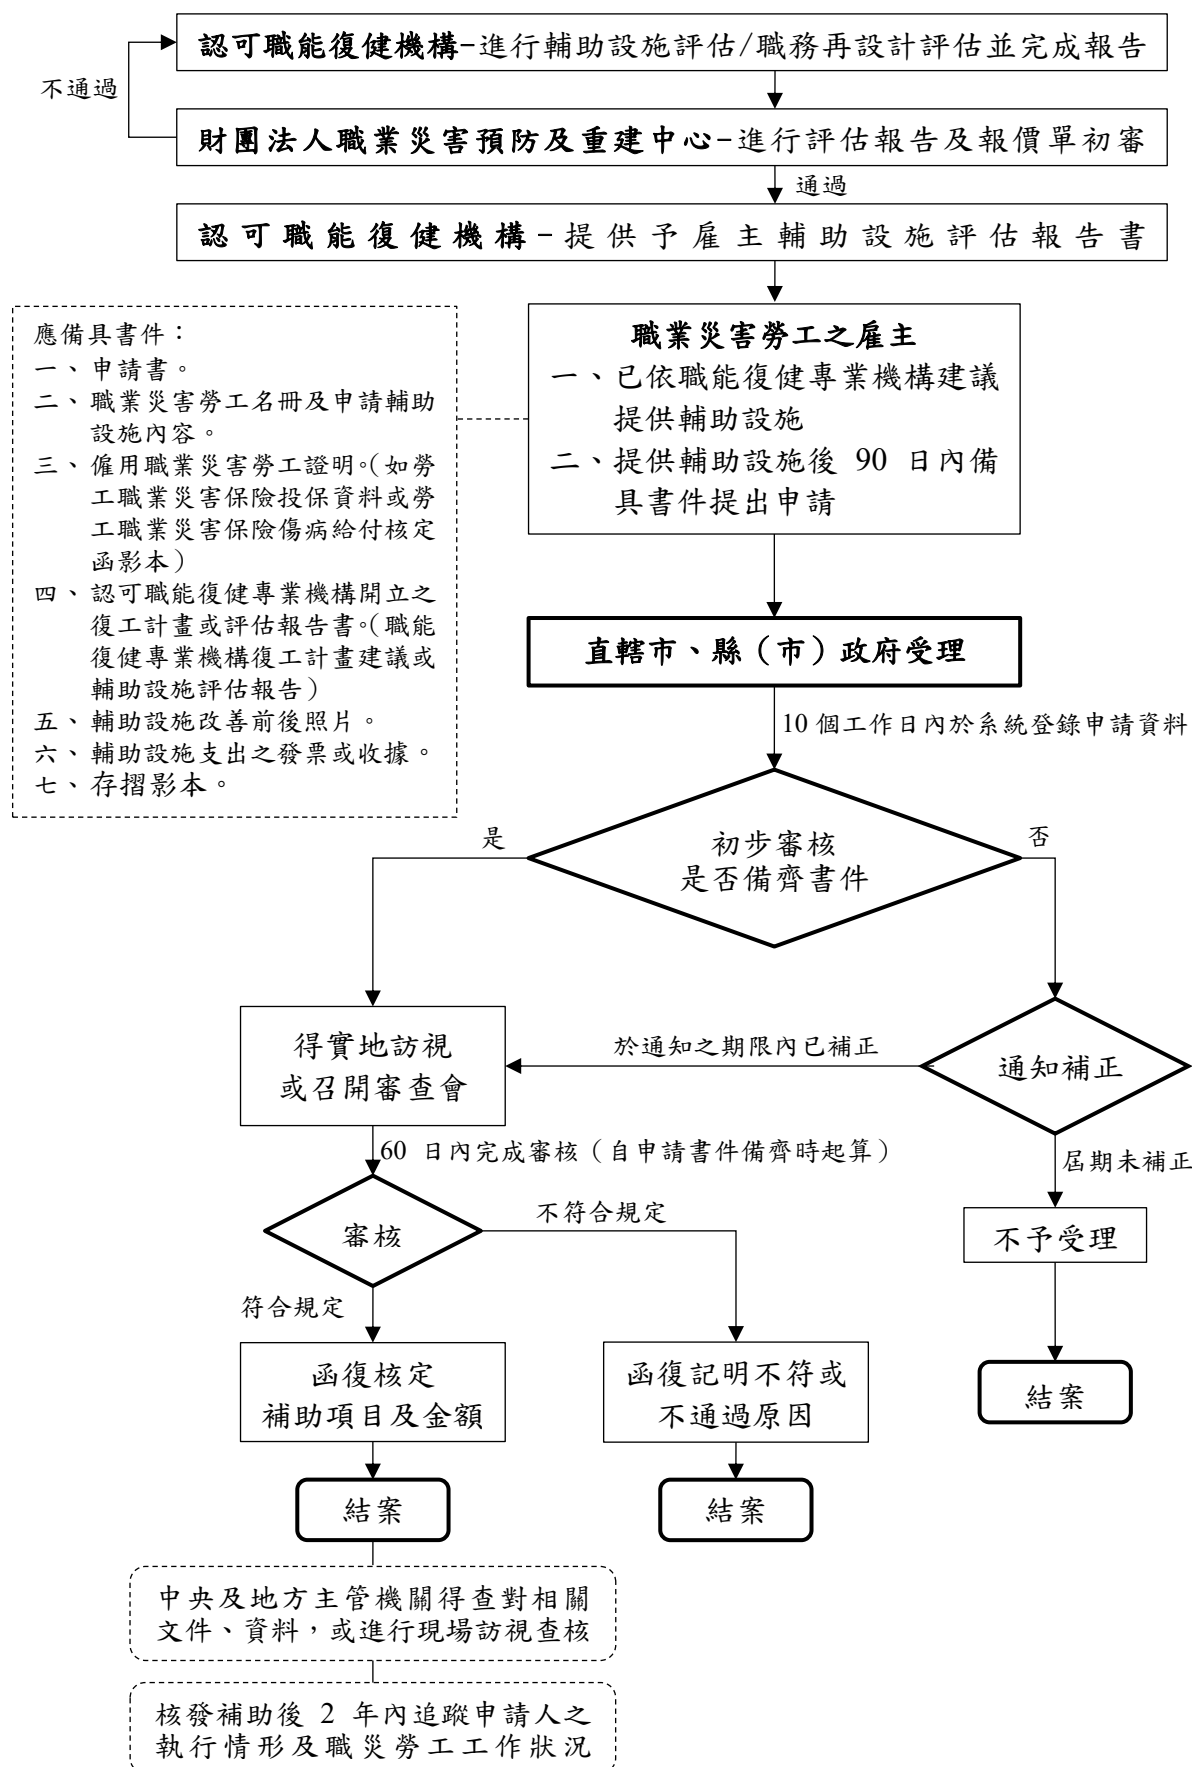 認可職能復健機構-進行輔助設施評估/職務再設計評估並完成報告
不通過
財團法人職業災害預防及重建中心-進行評估報告及報價單初審
通過
認可職能復健機構-提供予雇主輔助設施評估報告書
應備具書件：
一、申請書。
二、職業災害勞工名冊及申請輔助
設施內容。
三、僱用職業災害勞工證明。(如勞
工職業災害保險投保資料或勞
工職業災害保險傷病給付核定
函影本)
四、認可職能復健專業機構開立之
復工計畫或評估報告書。(職能
復健專業機構復工計畫建議或
輔助設施評估報告)
五、輔助設施改善前後照片。
六、輔助設施支出之發票或收據。
七、存摺影本。
職業災害勞工之雇主
一、已依職能復健專業機構建議
提供輔助設施
二、提供輔助設施後 90 日內備
具書件提出申請
直轄市、縣（市）政府受理
10 個工作日內於系統登錄申請資料
初步審核
是否備齊書件
是
否
得實地訪視
或召開審查會
於通知之期限內已補正
通知補正
60 日內完成審核（自申請書件備齊時起算）
屆期未補正
審核
不符合規定
不予受理
符合規定
函復核定
補助項目及金額
函復記明不符或
不通過原因
結案
結案
結案
中央及地方主管機關得查對相關
文件、資料，或進行現場訪視查核
核發補助後 2 年內追蹤申請人之
執行情形及職災勞工工作狀況